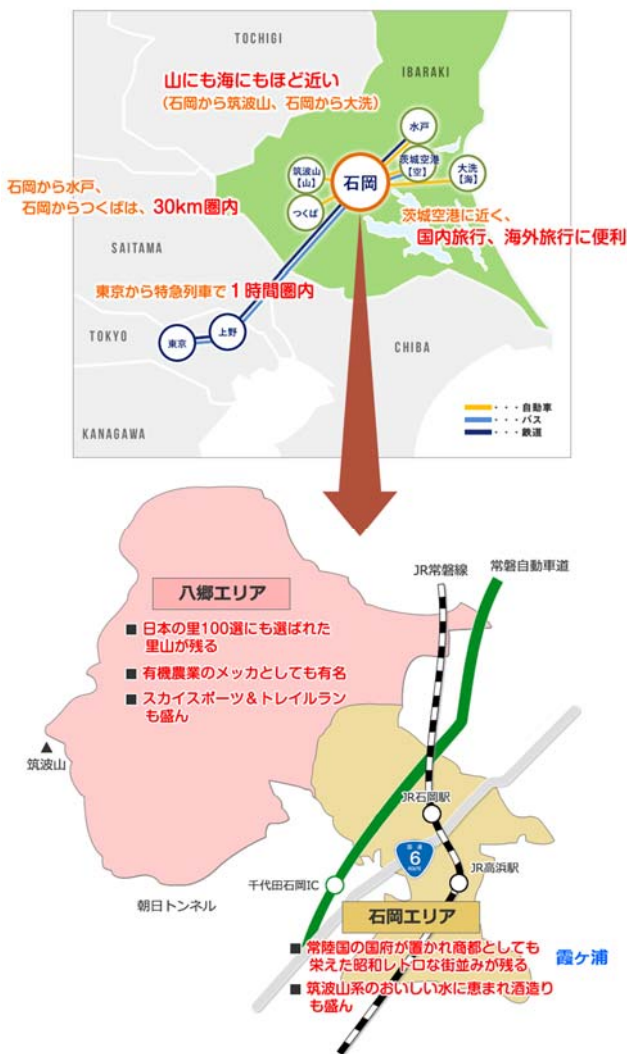 TOCHIGI
IBARAKI
山にも海にもほど近い
(石岡から筑波山、石岡から大洗)
水戸
筑波山
【山】
石岡
茨城空港
【空】
大洗
【海】
つくば
石岡から水戸、
石岡からつくばは、30km圏内
茨城空港に近く、
国内旅行、海外旅行に便利
SAITAMA
東京から特急列車で1時間圏内
TOKYO
東京
上野
CHIBA
KANAGAWA
・・・自動車
・・・バス
・・・鉄道
JR常磐線
常磐自動車道
八郷エリア
■ 日本の里100選にも選ばれた
里山が残る
■ 有機農業のメッカとしても有名
■ スカイスポーツ&トレイルラン
も盛ん
▲
筑波山
JR石岡駅
国道
6
ROUTE
JR高浜駅
千代田石岡IC
朝日トンネル
石岡エリア
■ 常陸国の国府が置かれ商都としても
栄えた昭和レトロな街並みが残る
霞ヶ浦
■ 筑波山系のおいしい水に恵まれ酒造り
も盛ん